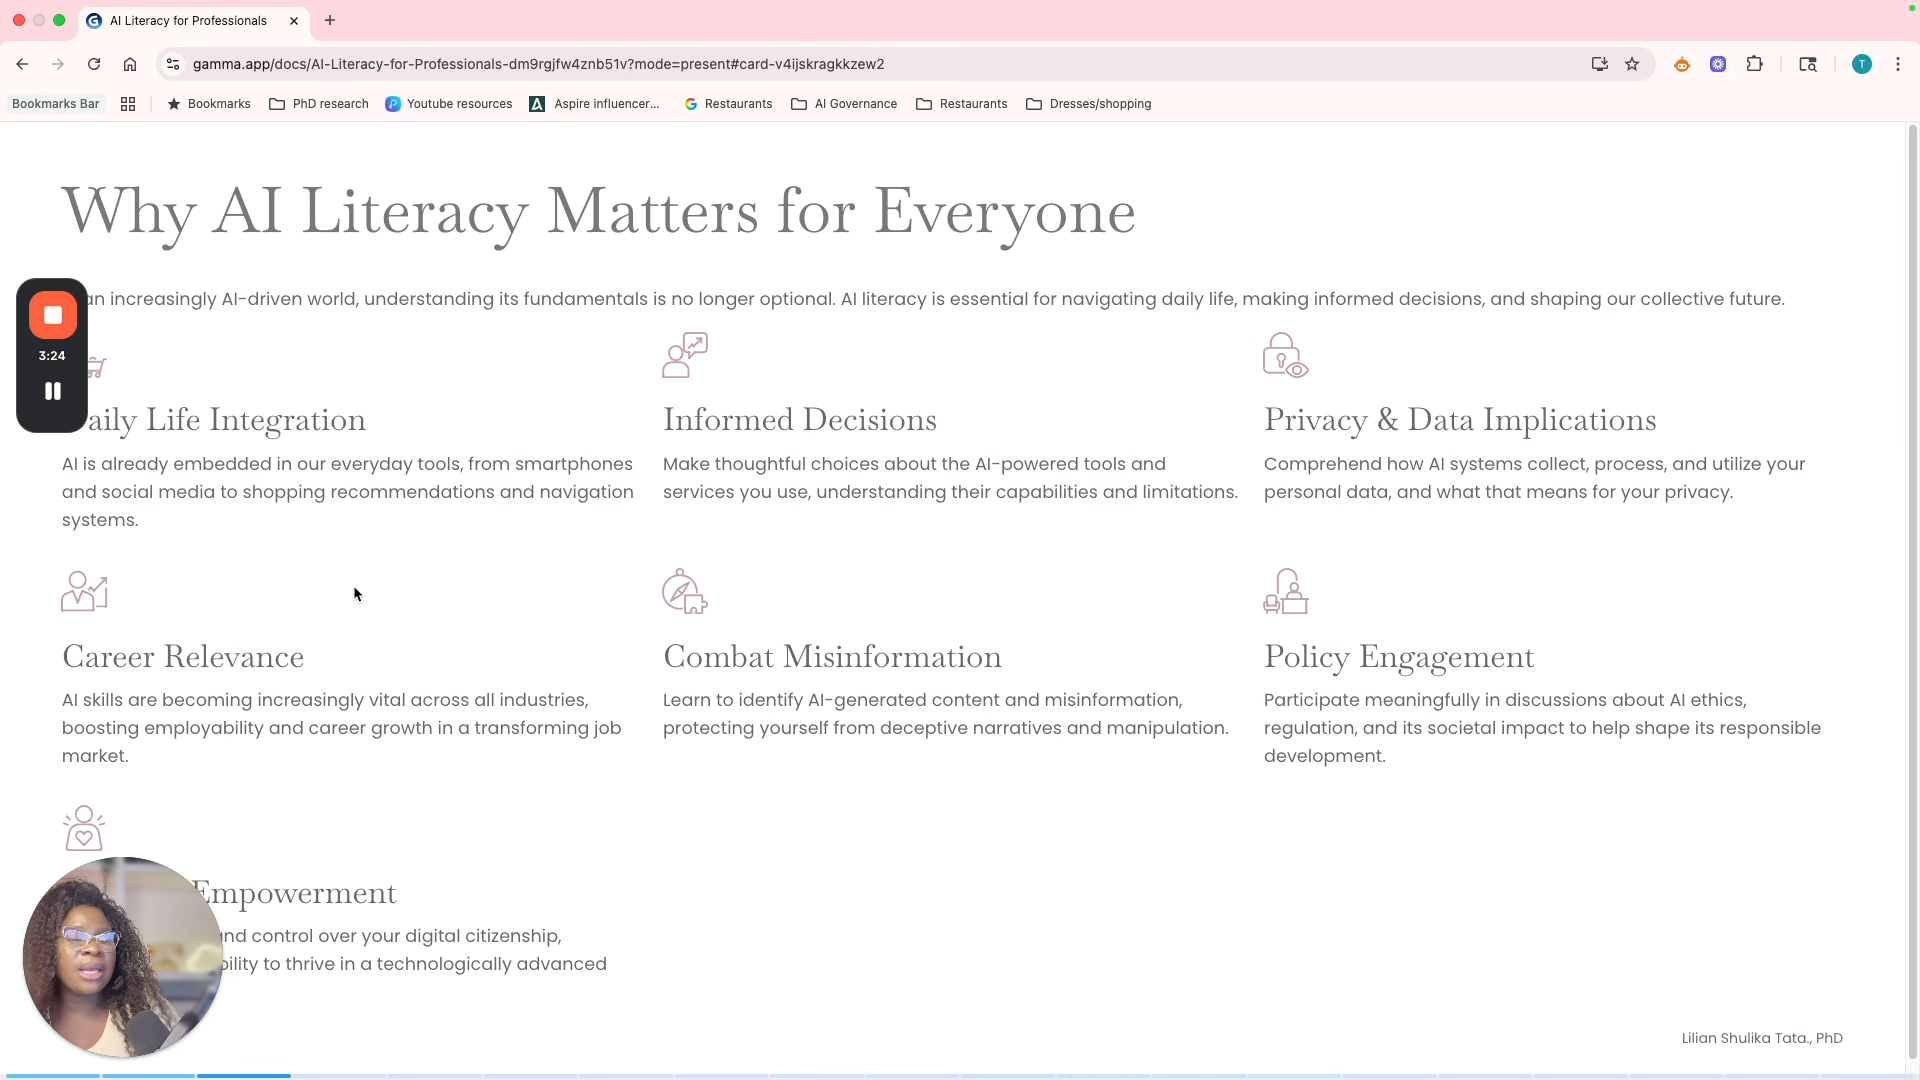 AI Literacy for Professionals
gamma.app/docs/AI-Literacy-for-Professionals-dm9rgjfw4znb51v?mode=present#card-v4ijskragkkzew2
T
Bookmarks Bar
Bookmarks
PhD research
Youtube resources
Aspire influencer...
Restaurants
AI Governance
Restaurants
Dresses/shopping
Why AI Literacy Matters for Everyone
an increasingly AI-driven world, understanding its fundamentals is no longer optional. AI literacy is essential for navigating daily life, making informed decisions, and shaping our collective future.
3:24
aily Life Integration
AI is already embedded in our everyday tools, from smartphones
and social media to shopping recommendations and navigation
systems.
Informed Decisions
Make thoughtful choices about the AI-powered tools and
services you use, understanding their capabilities and limitations.
Privacy & Data Implications
Comprehend how AI systems collect, process, and utilize your
personal data, and what that means for your privacy.
Career Relevance
AI skills are becoming increasingly vital across all industries,
boosting employability and career growth in a transforming job
market.
Combat Misinformation
Learn to identify AI-generated content and misinformation,
protecting yourself from deceptive narratives and manipulation.
Policy Engagement
Participate meaningfully in discussions about AI ethics,
regulation, and its societal impact to help shape its responsible
development.
Empowerment
and control over your digital citizenship,
bility to thrive in a technologically advanced
Lilian Shulika Tata., PhD